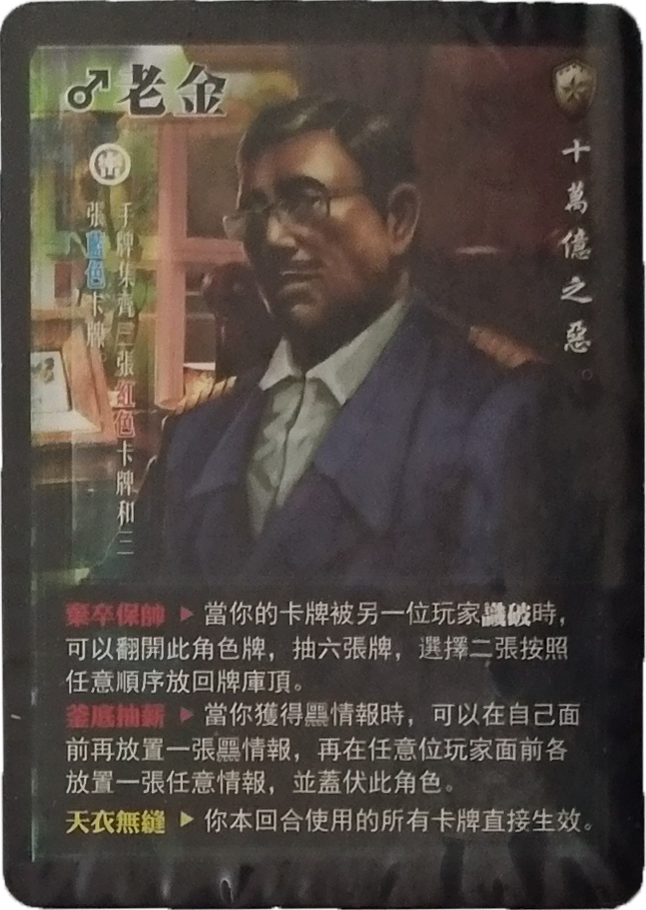 ♂老金
十萬億之惡。
密
手牌集齊三張紅色卡牌和三
張藍色卡牌。
棄卒保帥 ▶ 當你的卡牌被另一位玩家識破時，
可以翻開此角色牌，抽六張牌，選擇二張按照
任意順序放回牌庫頂。
釜底抽薪 ▶ 當你獲得黑情報時，可以在自己面
前再放置一張黑情報，再在任意位玩家面前各
放置一張任意情報，並蓋伏此角色。
天衣無縫 ▶ 你本回合使用的所有卡牌直接生效。